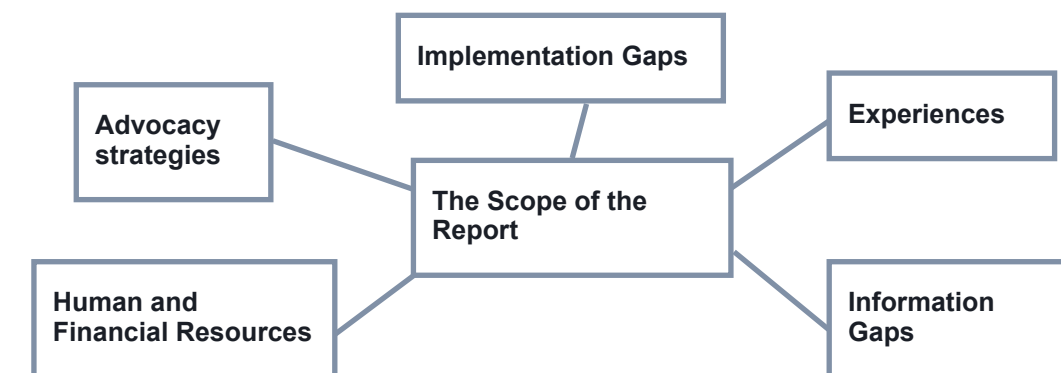 Implementation Gaps
Advocacy
strategies
Experiences
The Scope of the
Report
Human and
Financial Resources
Information
Gaps